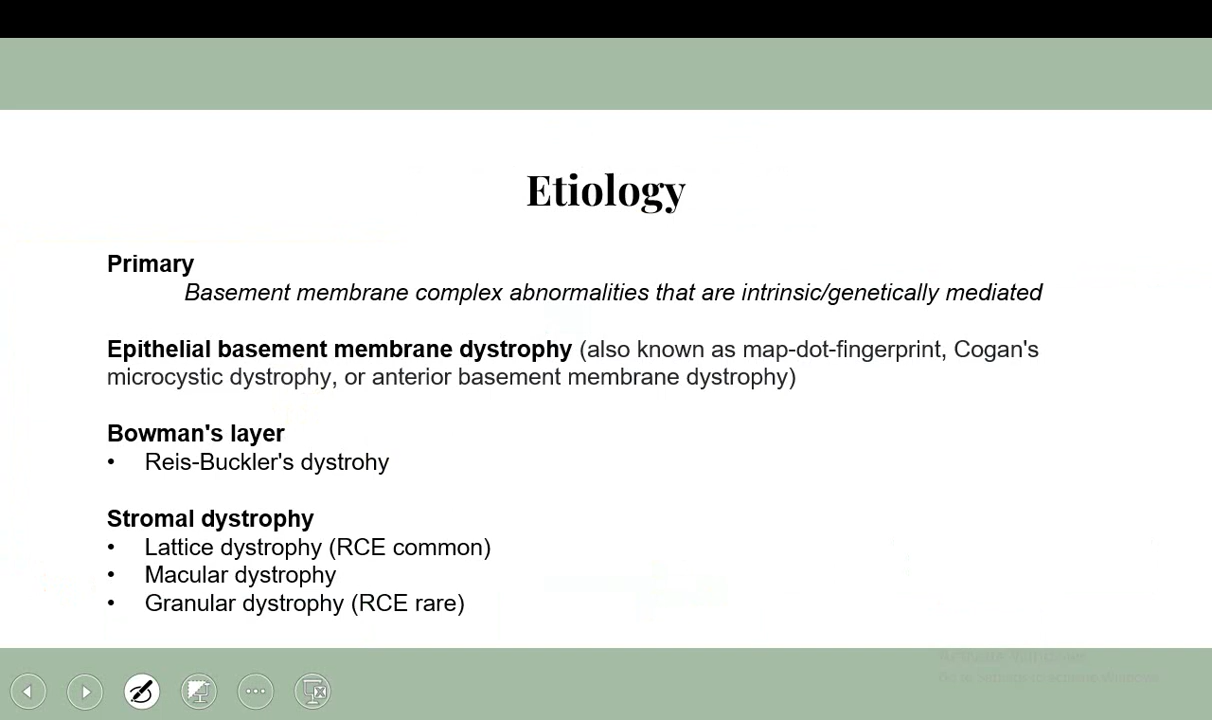 Etiology
Primary
Basement membrane complex abnormalities that are intrinsic/genetically mediated
Epithelial basement membrane dystrophy (also known as map-dot-fingerprint, Cogan's
microcystic dystrophy, or anterior basement membrane dystrophy)
Bowman's layer
• Reis-Buckler's dystrohy
Stromal dystrophy
• Lattice dystrophy (RCE common)
• Macular dystrophy
• Granular dystrophy (RCE rare)